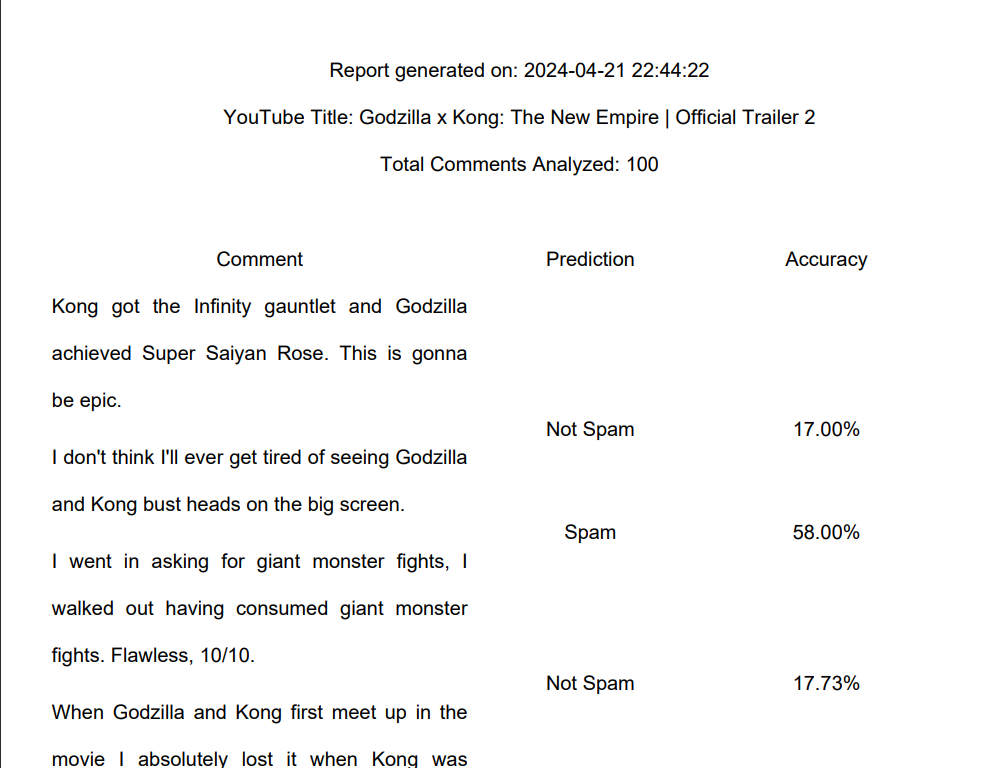 Report generated on: 2024-04-21 22:44:22
YouTube Title: Godzilla x Kong: The New Empire | Official Trailer 2
Total Comments Analyzed: 100
Comment Prediction Accuracy
Kong got the Infinity gauntlet and Godzilla
achieved Super Saiyan Rose. This is gonna
be epic.
Not Spam 17.00%
I don't think I'll ever get tired of seeing Godzilla
and Kong bust heads on the big screen.
Spam 58.00%
I went in asking for giant monster fights, I
walked out having consumed giant monster
fights. Flawless, 10/10.
Not Spam 17.73%
When Godzilla and Kong first meet up in the
movie I absolutely lost it when Kong was